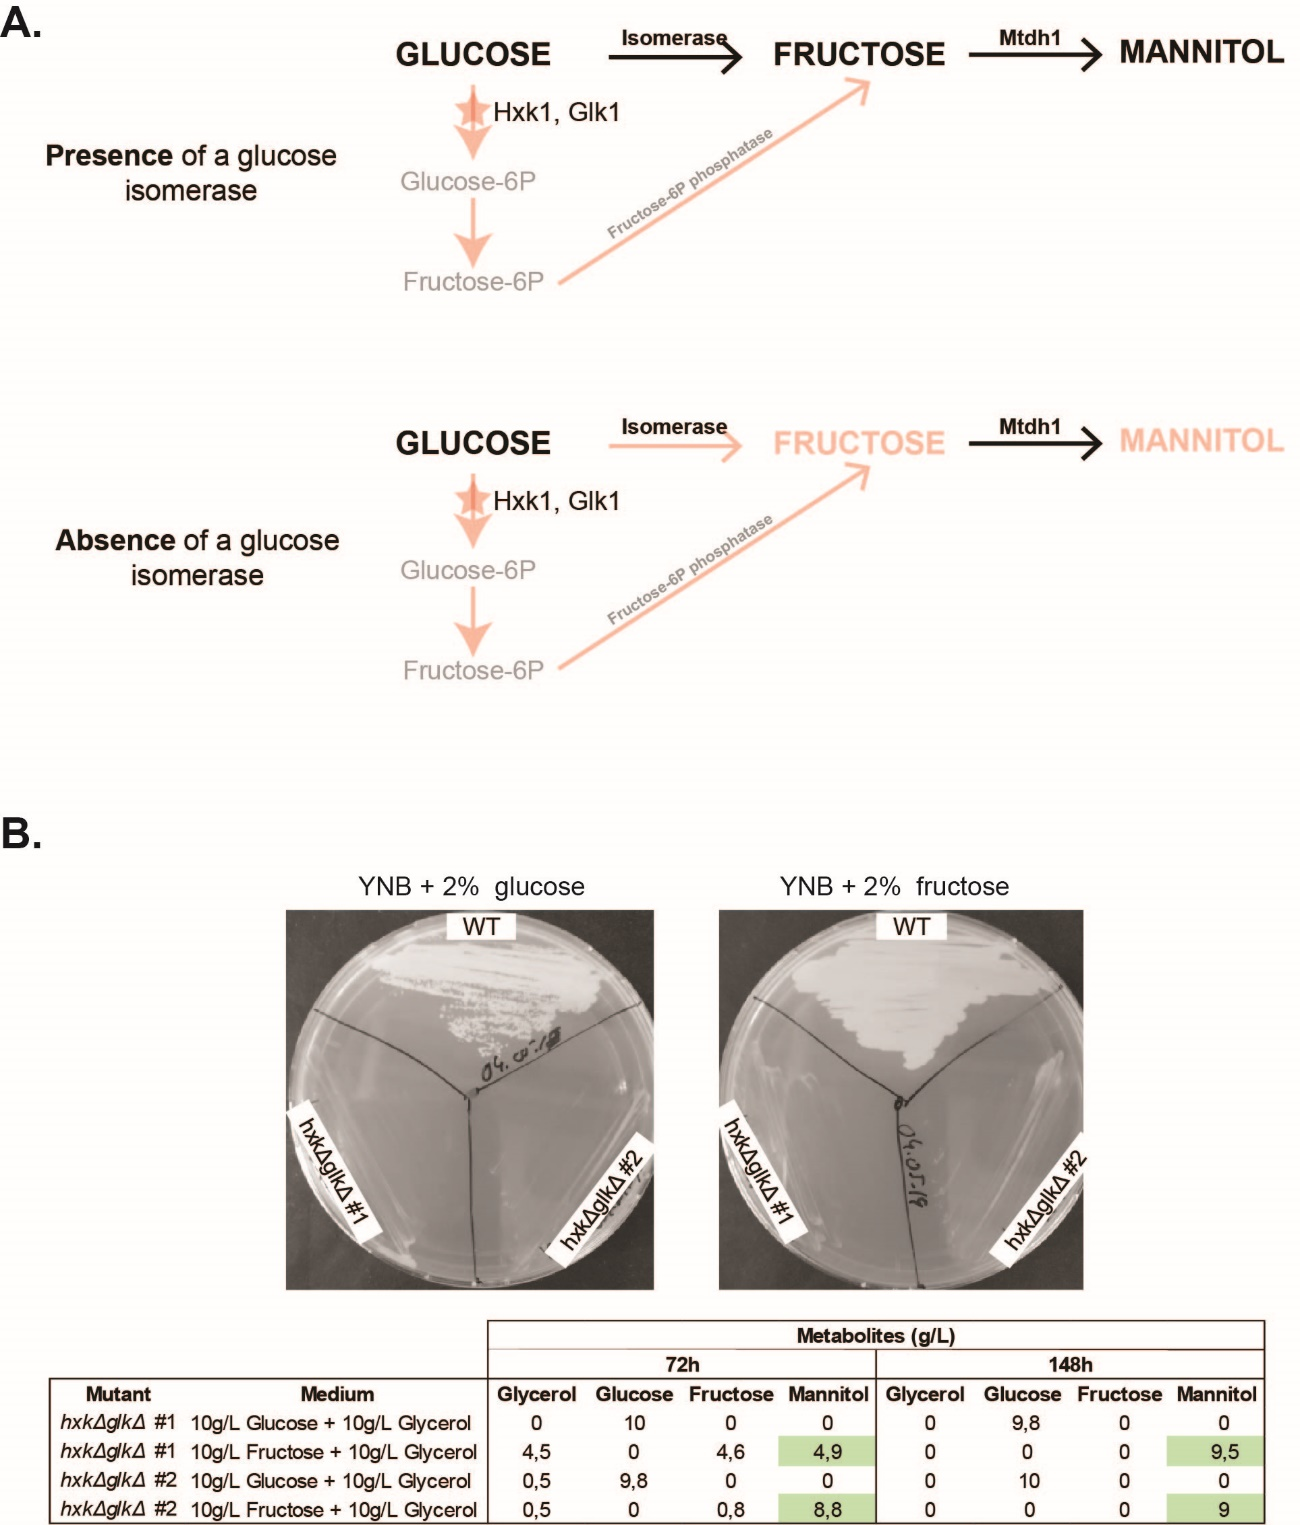 A.
GLUCOSE Isomerase FRUCTOSE Mtdh1 MANNITOL
Hxk1, Glk1
Presence of a glucose
isomerase
Glucose-6P
Fructose-6P phosphatase
Fructose-6P
GLUCOSE Isomerase FRUCTOSE Mtdh1 MANNITOL
Hxk1, Glk1
Absence of a glucose
isomerase
Glucose-6P
Fructose-6P phosphatase
Fructose-6P
B.
YNB + 2% glucose
WT
hxkΔglkΔ #1
hxkΔglkΔ #2
YNB + 2% fructose
WT
04.05.19
hxkΔglkΔ #1
hxkΔglkΔ #2
Metabolites (g/L)
72h 148h
Mutant Medium Glycerol Glucose Fructose Mannitol Glycerol Glucose Fructose Mannitol
hxkΔglkΔ #1 10g/L Glucose + 10g/L Glycerol 0 10 0 0 0 9,8 0 0
hxkΔglkΔ #1 10g/L Fructose + 10g/L Glycerol 4,5 0 4,6 4,9 0 0 0 9,5
hxkΔglkΔ #2 10g/L Glucose + 10g/L Glycerol 0,5 9,8 0 0 0 10 0 0
hxkΔglkΔ #2 10g/L Fructose + 10g/L Glycerol 0,5 0 0,8 8,8 0 0 0 9